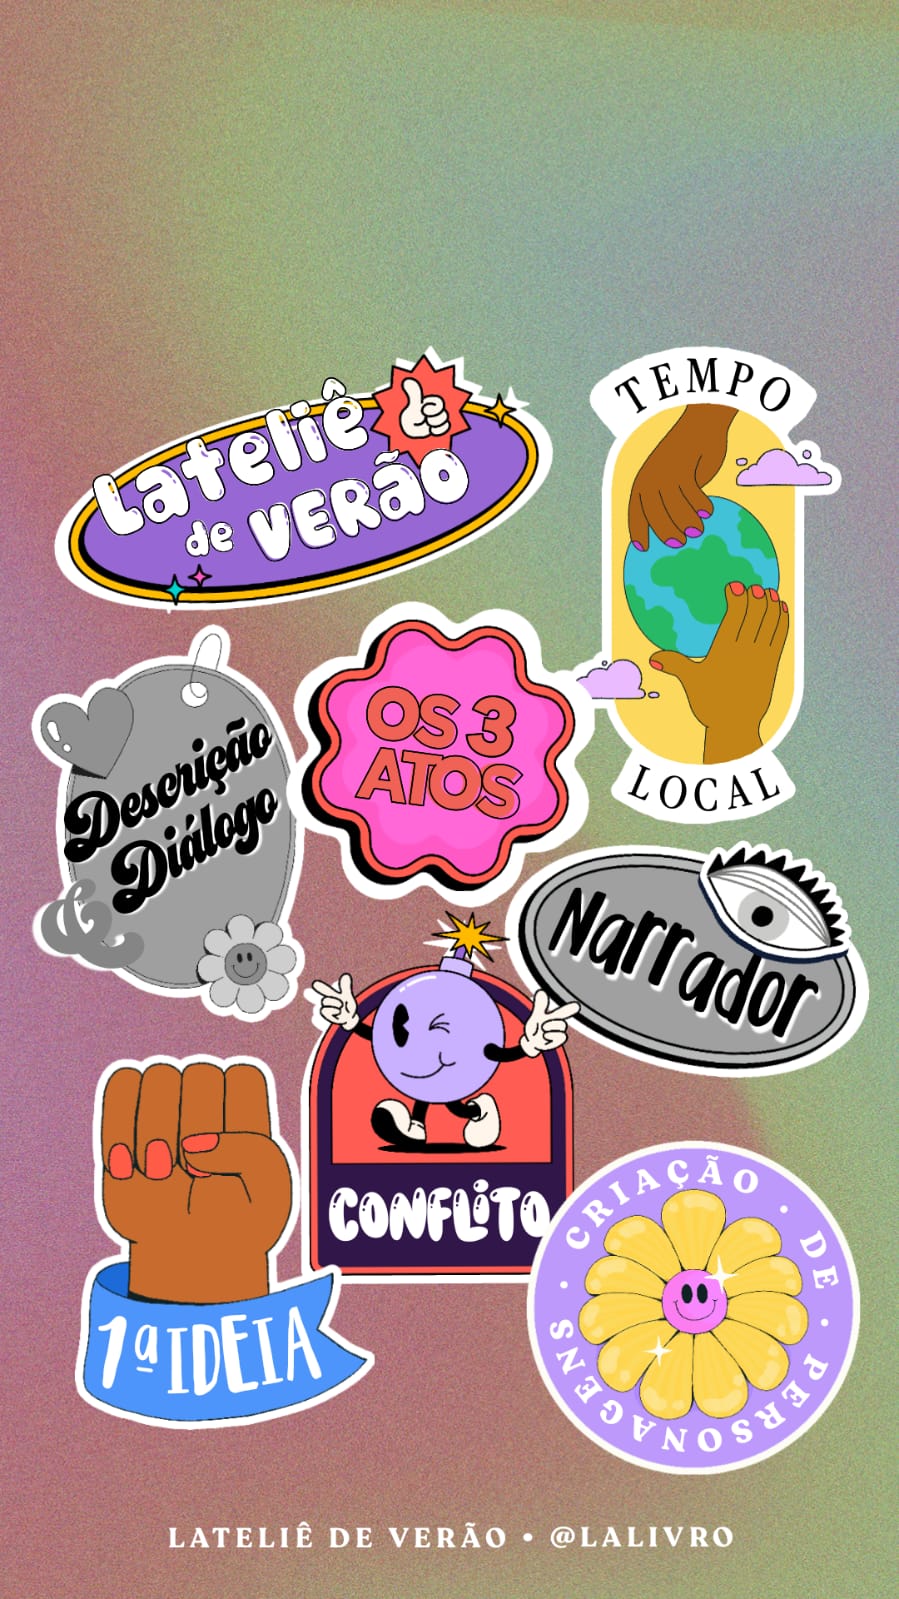 Lateliê
de VERÃO
TEMPO
LOCAL
OS 3
ATOS
Descrição
&
Diálogo
Narrador
CONFLITO
1ª IDEIA
CRIAÇÃO · DE · PERSONAGENS ·
LATELIÊ DE VERÃO • @LALIVRO